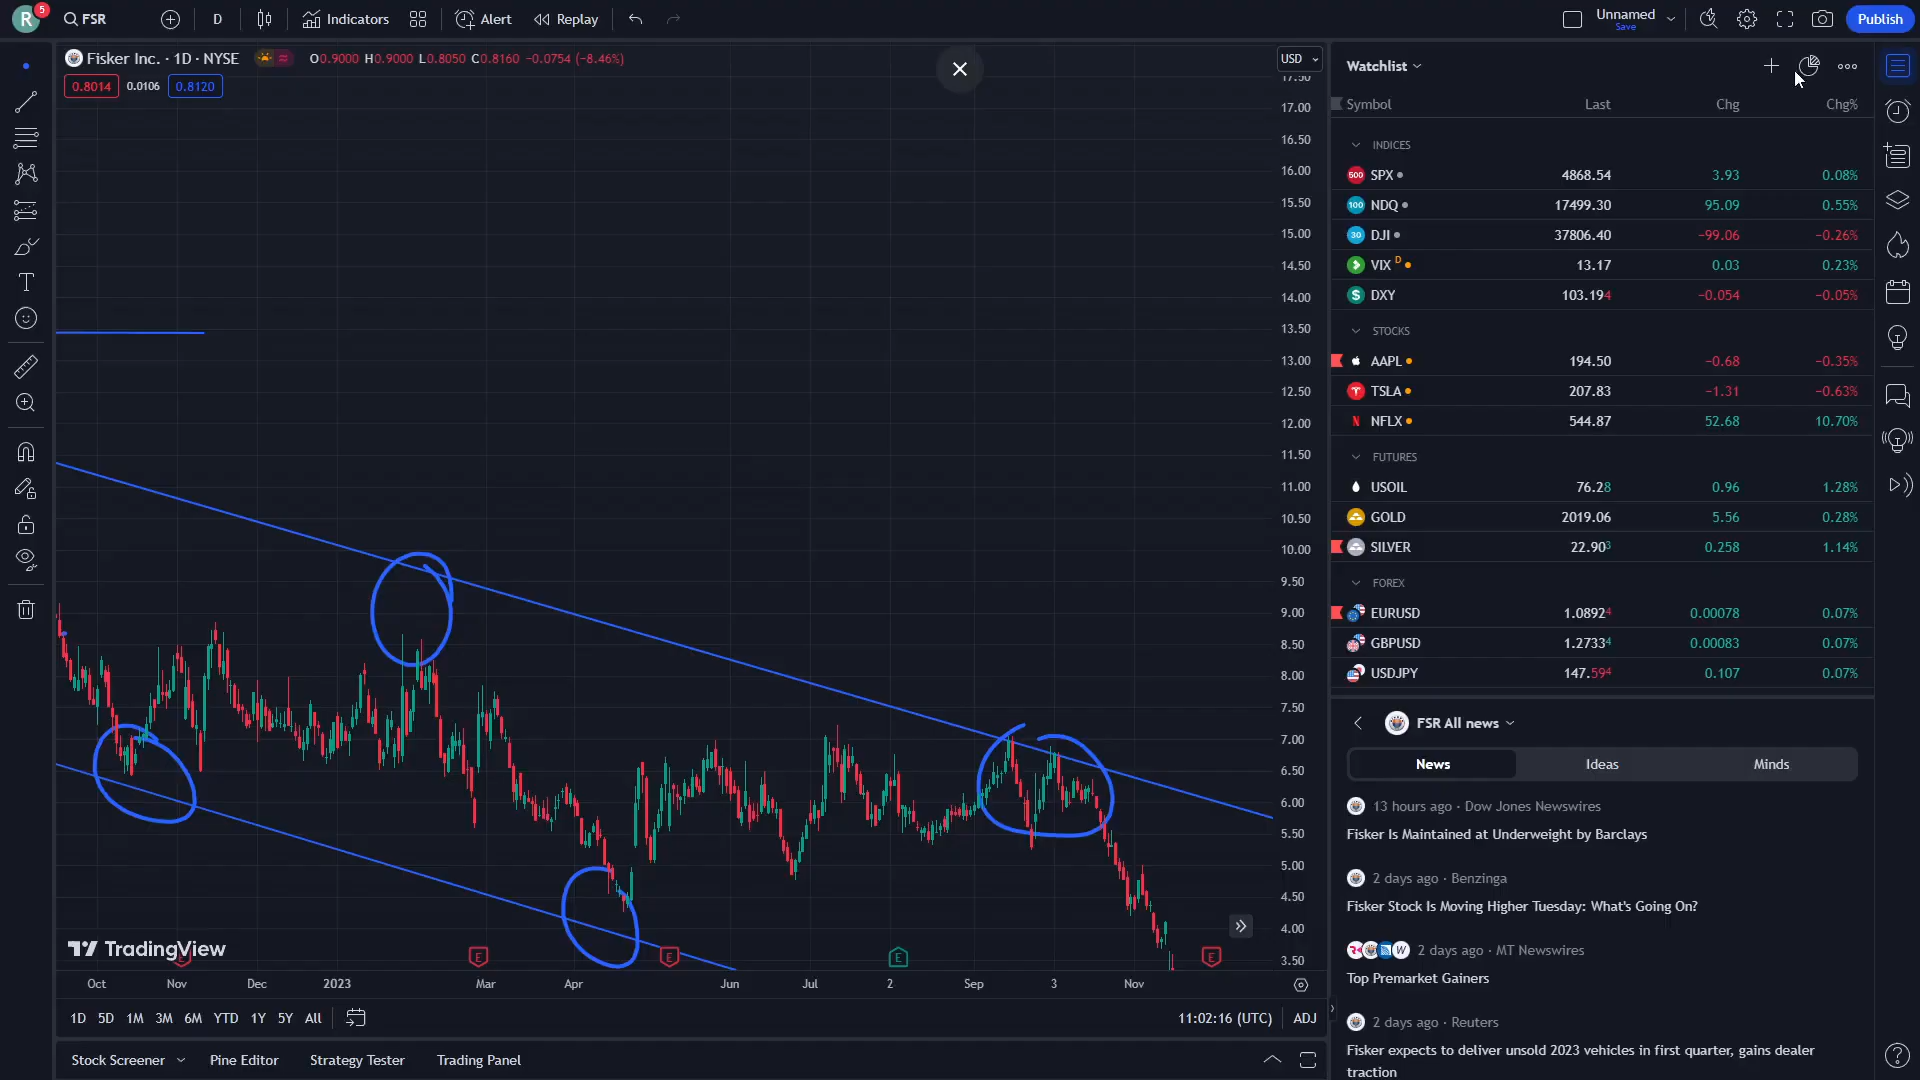 R 5 FSR D Indicators Alert Replay Unnamed Save Publish
Fisker Inc. · 1D · NYSE O0.9000 H0.9000 L0.8050 C0.8160 −0.0754 (−8.46%) USD
0.8014 0.0106 0.8120
17.50
17.00
16.50
16.00
15.50
15.00
14.50
14.00
13.50
13.00
12.50
12.00
11.50
11.00
10.50
10.00
9.50
9.00
8.50
8.00
7.50
7.00
6.50
6.00
5.50
5.00
4.50
4.00
3.50
TradingView
E E E E
Oct Nov Dec 2023 Mar Apr Jun Jul 2 Sep 3 Nov
1D 5D 1M 3M 6M YTD 1Y 5Y All 11:02:16 (UTC) ADJ
Stock Screener Pine Editor Strategy Tester Trading Panel
Watchlist
Symbol Last Chg Chg%
INDICES
500 SPX 4868.54 3.93 0.08%
100 NDQ 17499.30 95.09 0.55%
30 DJI 37806.40 −99.06 −0.26%
VIX D 13.17 0.03 0.23%
S DXY 103.194 −0.054 −0.05%
STOCKS
AAPL 194.50 −0.68 −0.35%
TSLA 207.83 −1.31 −0.63%
N NFLX 544.87 52.68 10.70%
FUTURES
USOIL 76.28 0.96 1.28%
GOLD 2019.06 5.56 0.28%
SILVER 22.903 0.258 1.14%
FOREX
EURUSD 1.08924 0.00078 0.07%
GBPUSD 1.27334 0.00083 0.07%
USDJPY 147.594 0.107 0.07%
FSR All news
News Ideas Minds
13 hours ago · Dow Jones Newswires
Fisker Is Maintained at Underweight by Barclays
2 days ago · Benzinga
Fisker Stock Is Moving Higher Tuesday: What's Going On?
W 2 days ago · MT Newswires
Top Premarket Gainers
2 days ago · Reuters
Fisker expects to deliver unsold 2023 vehicles in first quarter, gains dealer
traction